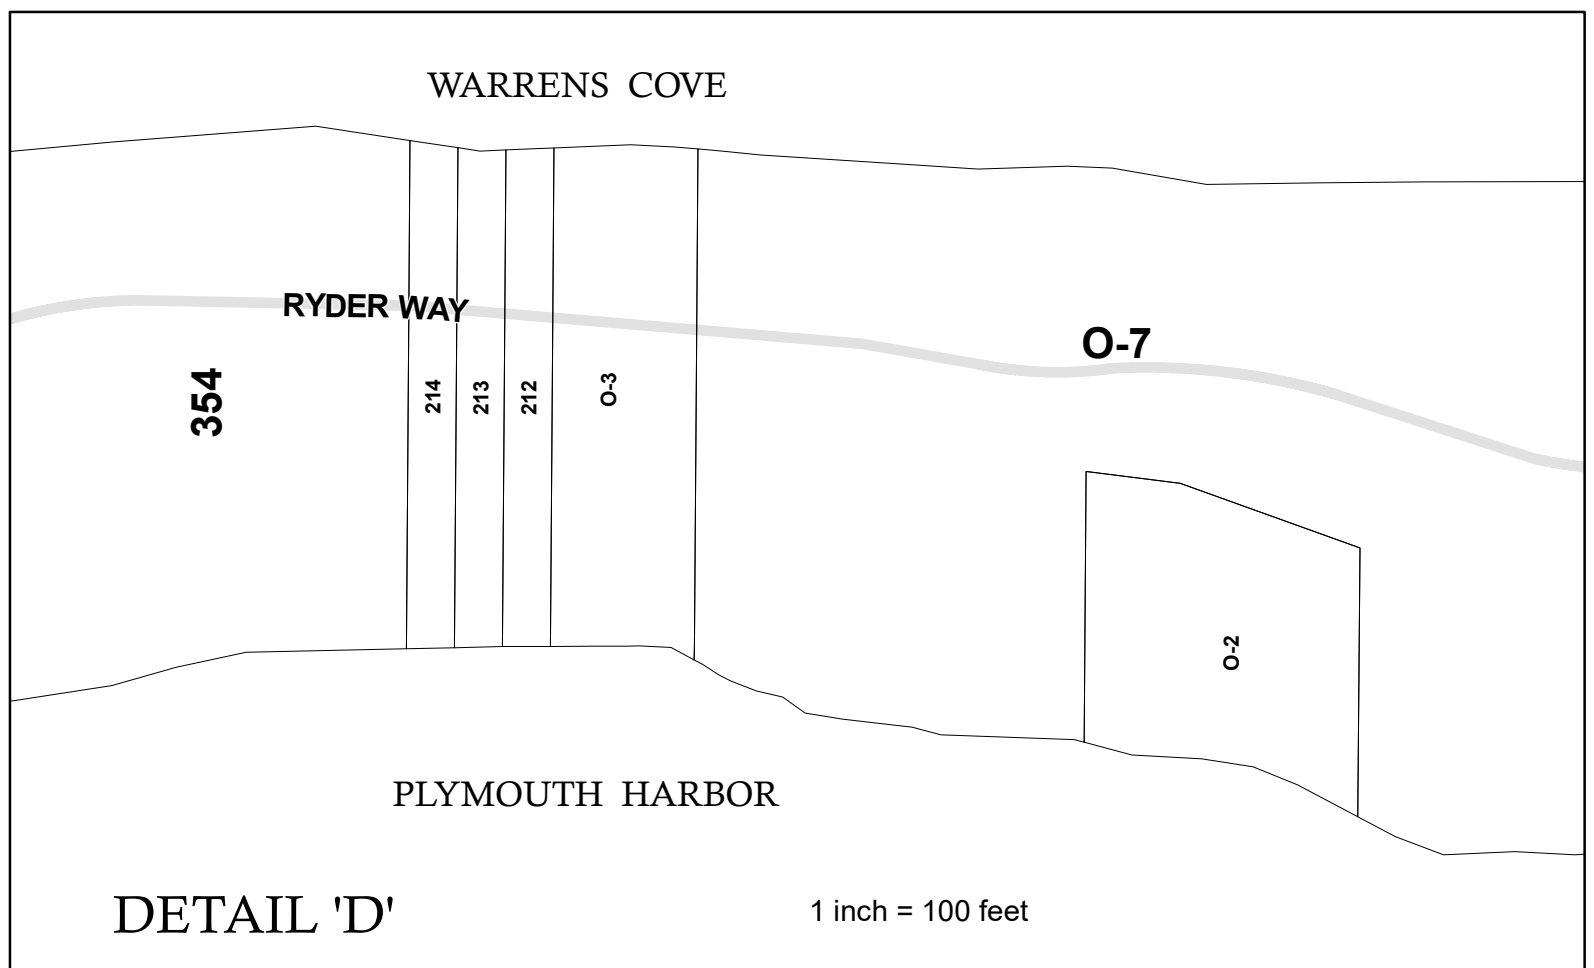 WARRENS COVE
RYDER WAY
O-7
354
214
213
212
O-3
O-2
PLYMOUTH HARBOR
DETAIL 'D'
1 inch = 100 feet